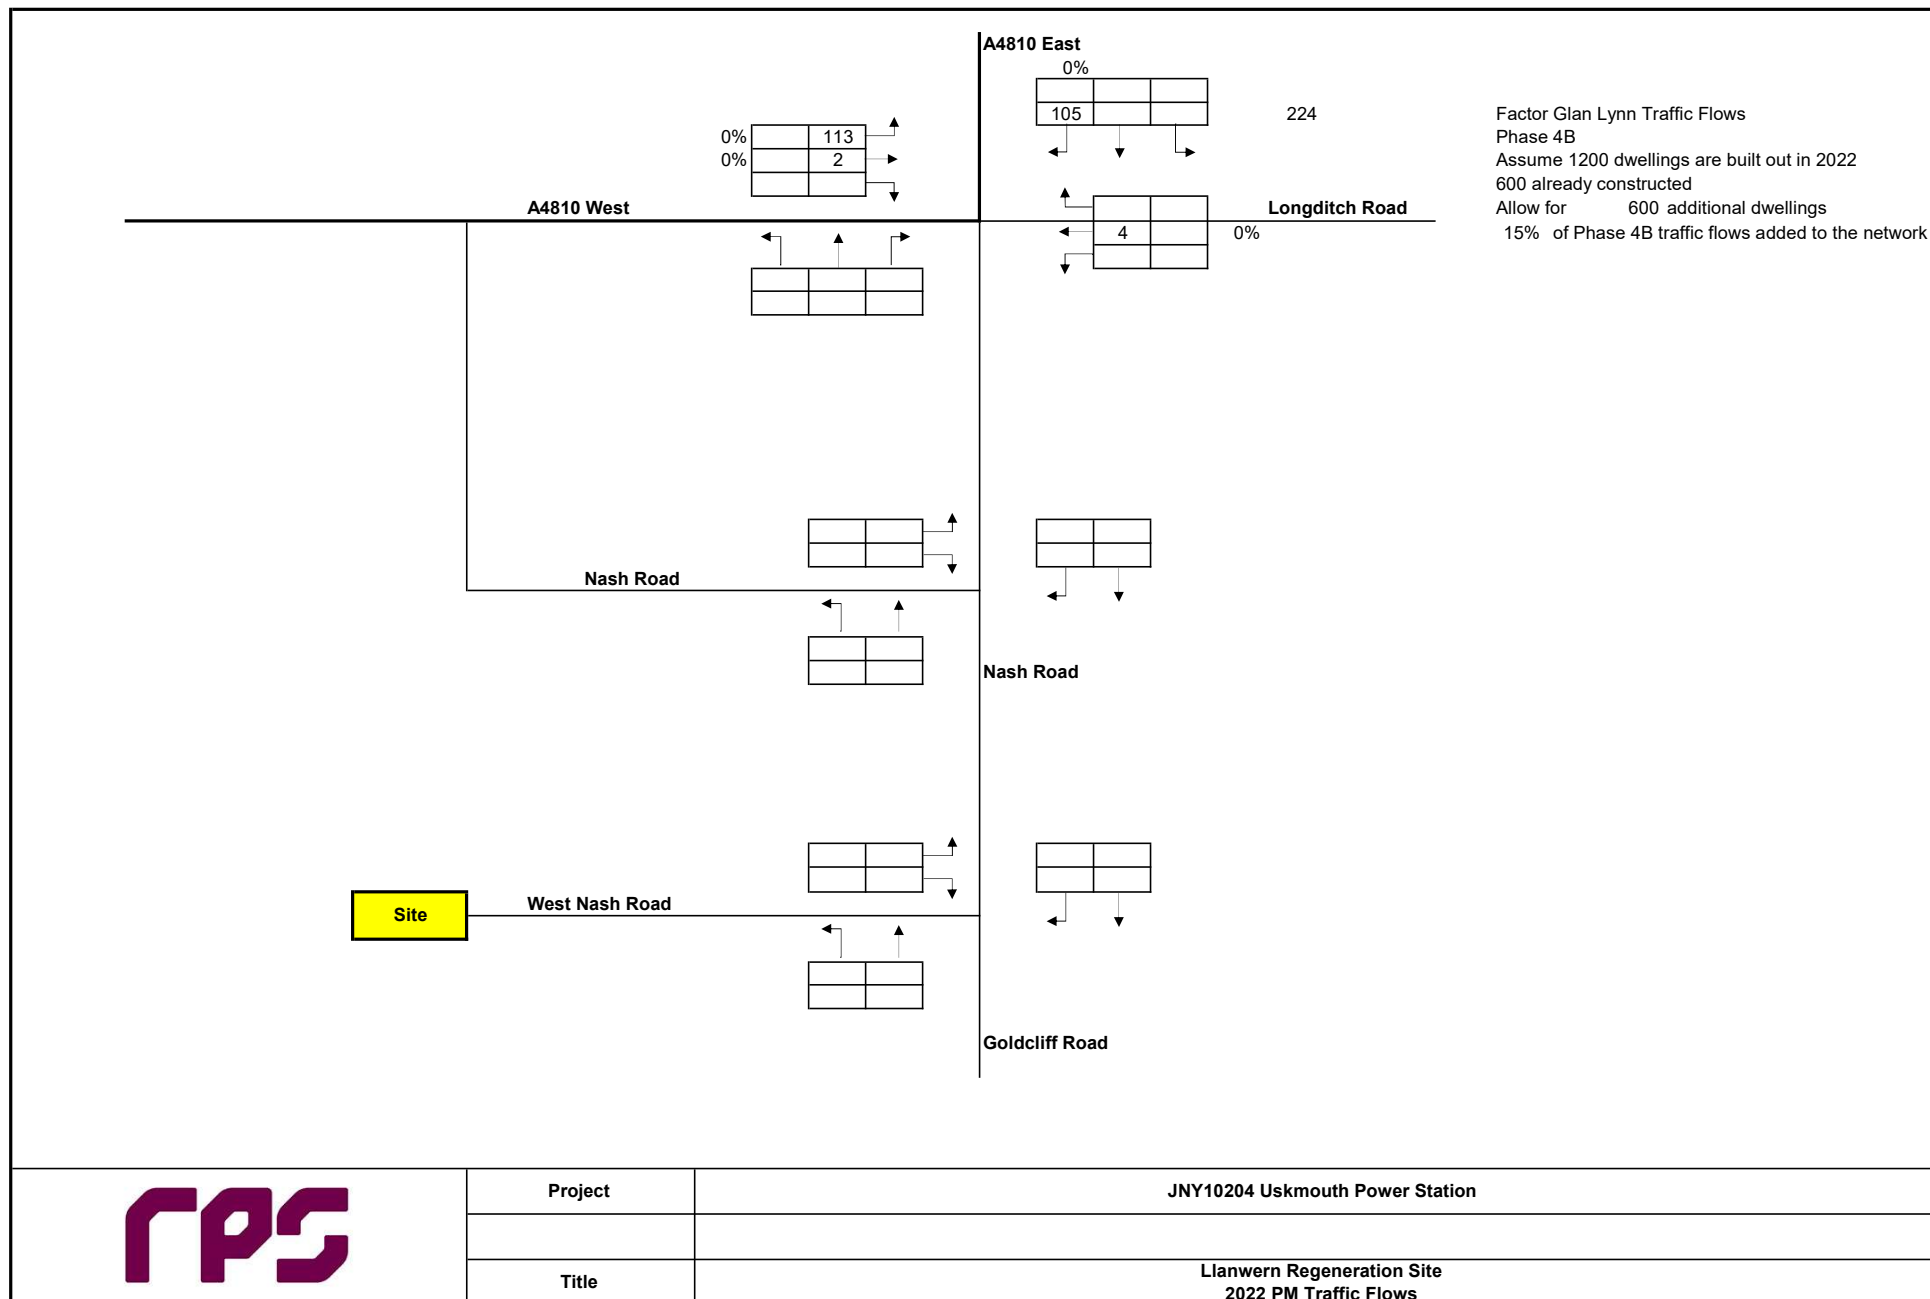 A4810 East
0%
105
224
Factor Glan Lynn Traffic Flows
Phase 4B
Assume 1200 dwellings are built out in 2022
600 already constructed
Allow for 600 additional dwellings
15% of Phase 4B traffic flows added to the network
0% 113
0% 2
A4810 West
Longditch Road
4 0%
Nash Road
Nash Road
Site
West Nash Road
Goldcliff Road
rps
Project
JNY10204 Uskmouth Power Station
Title
Llanwern Regeneration Site
2022 PM Traffic Flows